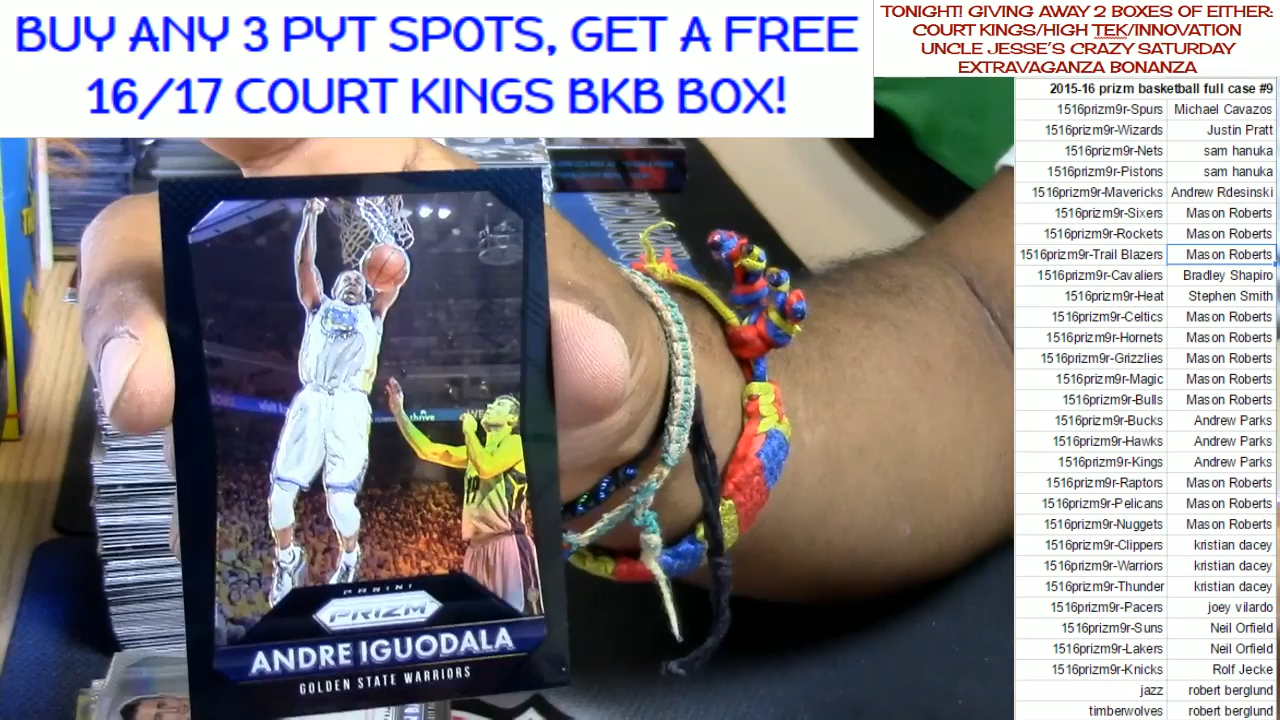 BUY ANY 3 PYT SPOTS, GET A FREE
16/17 COURT KINGS BKB BOX!
TONIGHT! GIVING AWAY 2 BOXES OF EITHER:
COURT KINGS/HIGH TEK/INNOVATION
UNCLE JESSE'S CRAZY SATURDAY
EXTRAVAGANZA BONANZA
2015-16 prizm basketball full case #9
1516prizm9r-Spurs Michael Cavazos
1516prizm9r-Wizards Justin Pratt
1516prizm9r-Nets sam hanuka
1516prizm9r-Pistons sam hanuka
1516prizm9r-Mavericks Andrew Rdesinski
1516prizm9r-Sixers Mason Roberts
1516prizm9r-Rockets Mason Roberts
1516prizm9r-Trail Blazers Mason Roberts
1516prizm9r-Cavaliers Bradley Shapiro
1516prizm9r-Heat Stephen Smith
1516prizm9r-Celtics Mason Roberts
1516prizm9r-Hornets Mason Roberts
1516prizm9r-Grizzlies Mason Roberts
1516prizm9r-Magic Mason Roberts
1516prizm9r-Bulls Mason Roberts
1516prizm9r-Bucks Andrew Parks
1516prizm9r-Hawks Andrew Parks
1516prizm9r-Kings Andrew Parks
1516prizm9r-Raptors Mason Roberts
1516prizm9r-Pelicans Mason Roberts
1516prizm9r-Nuggets Mason Roberts
1516prizm9r-Clippers kristian dacey
1516prizm9r-Warriors kristian dacey
1516prizm9r-Thunder kristian dacey
1516prizm9r-Pacers joey vilardo
1516prizm9r-Suns Neil Orfield
1516prizm9r-Lakers Neil Orfield
1516prizm9r-Knicks Rolf Jecke
jazz robert berglund
timberwolves robert berglund
thrive
PANINI
PRIZM
ANDRE IGUODALA
GOLDEN STATE WARRIORS